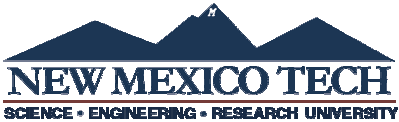 M
NEW MEXICO TECH
SCIENCE • ENGINEERING • RESEARCH UNIVERSITY